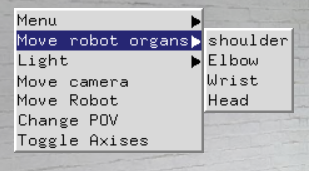 Menu
Move robot organs
Light
Move camera
Move Robot
Change POV
Toggle Axises
shoulder
Elbow
Wrist
Head